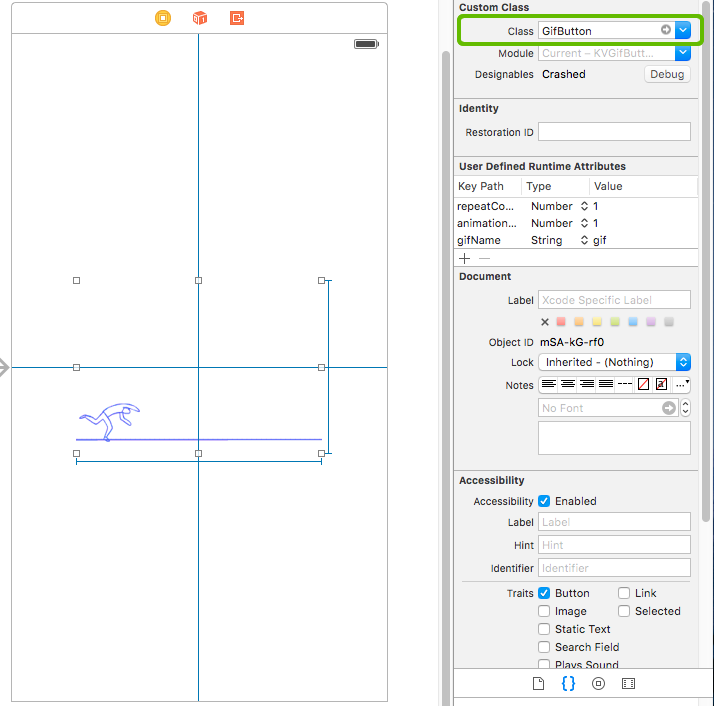 Custom Class
Class GifButton
Module Current – KVGifButt...
Designables Crashed Debug
Identity
Restoration ID
User Defined Runtime Attributes
Key Path Type Value
repeatCo... Number 1
animation... Number 1
gifName String gif
Document
Label Xcode Specific Label
Object ID mSA-kG-rf0
Lock Inherited - (Nothing)
Notes
No Font
Accessibility
Accessibility Enabled
Label Label
Hint Hint
Identifier Identifier
Traits Button Link
Image Selected
Static Text
Search Field
Plays Sound